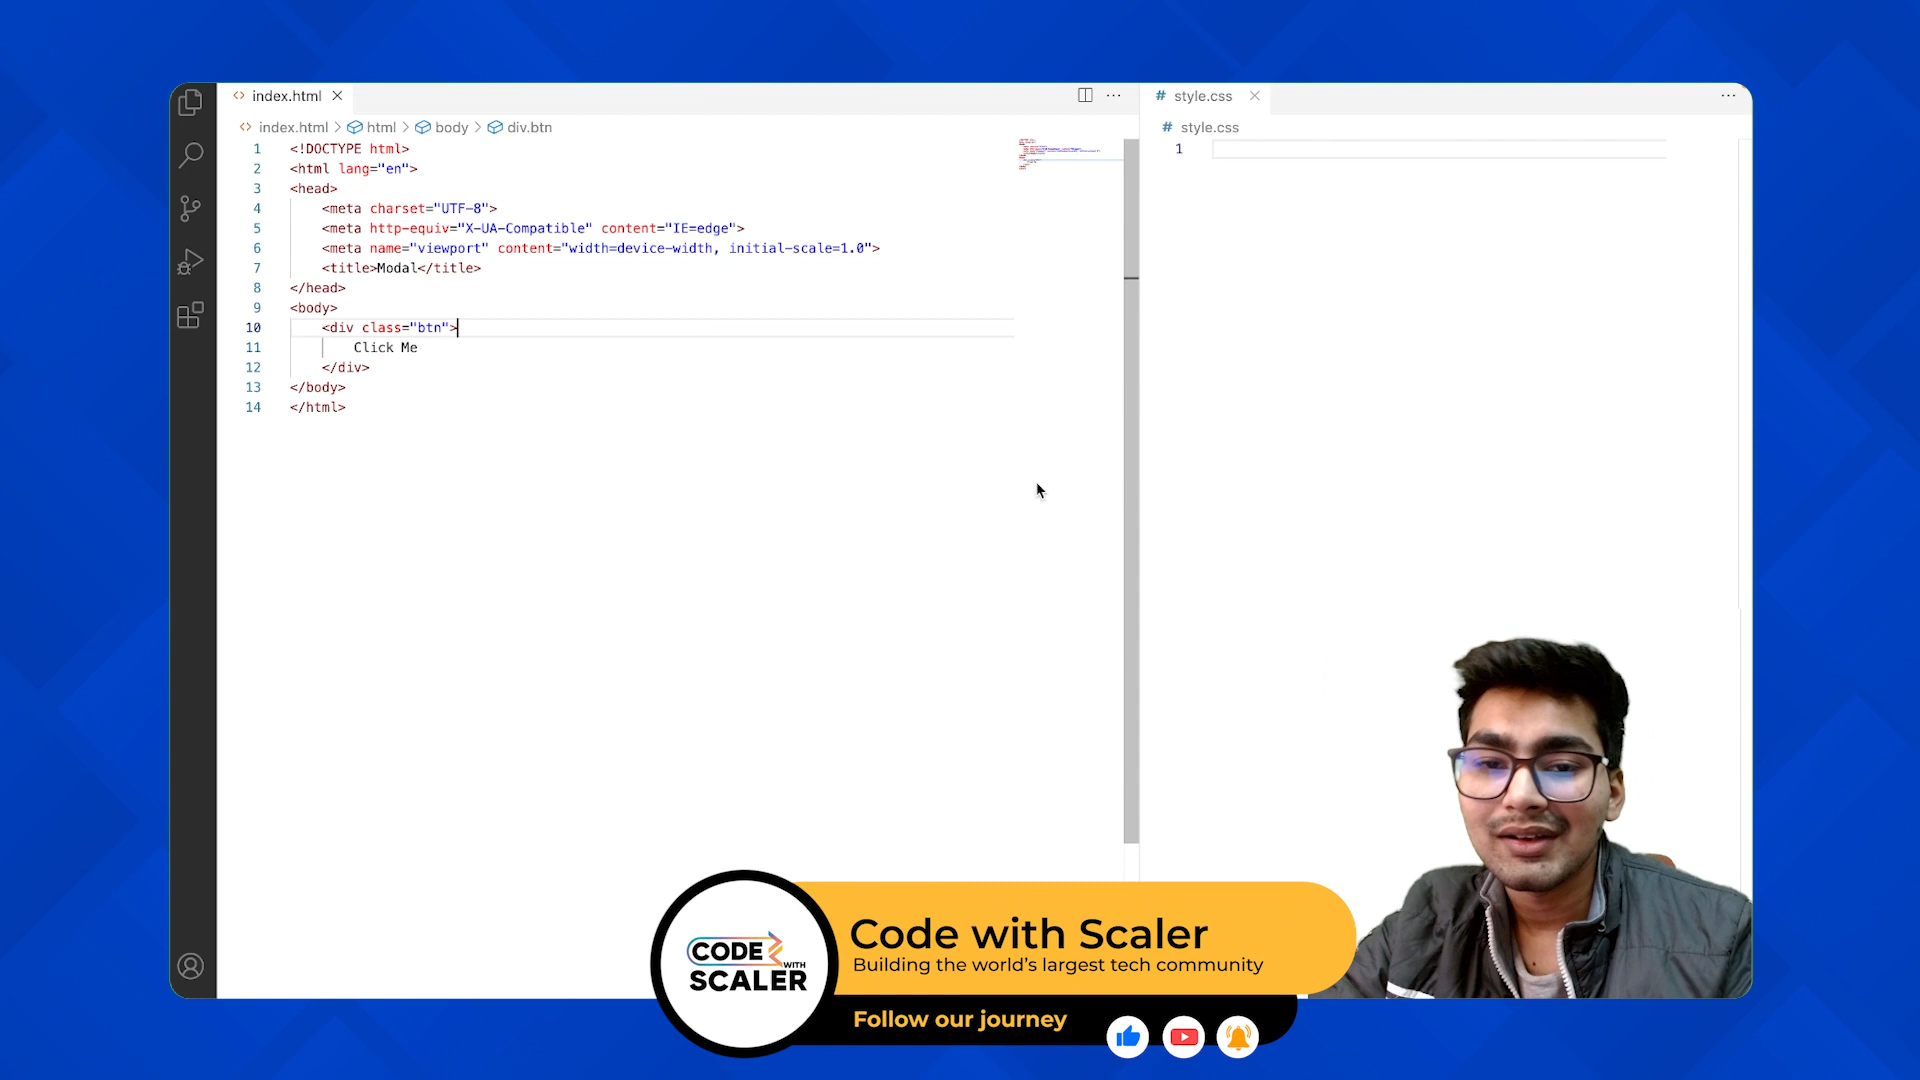 index.html
style.css
index.html > html > body > div.btn
style.css
1 <!DOCTYPE html>
2 <html lang="en">
3 <head>
4 <meta charset="UTF-8">
5 <meta http-equiv="X-UA-Compatible" content="IE=edge">
6 <meta name="viewport" content="width=device-width, initial-scale=1.0">
7 <title>Modal</title>
8 </head>
9 <body>
10 <div class="btn">
11 Click Me
12 </div>
13 </body>
14 </html>
1
CODE
WITH
SCALER
Code with Scaler
Building the world's largest tech community
Follow our journey